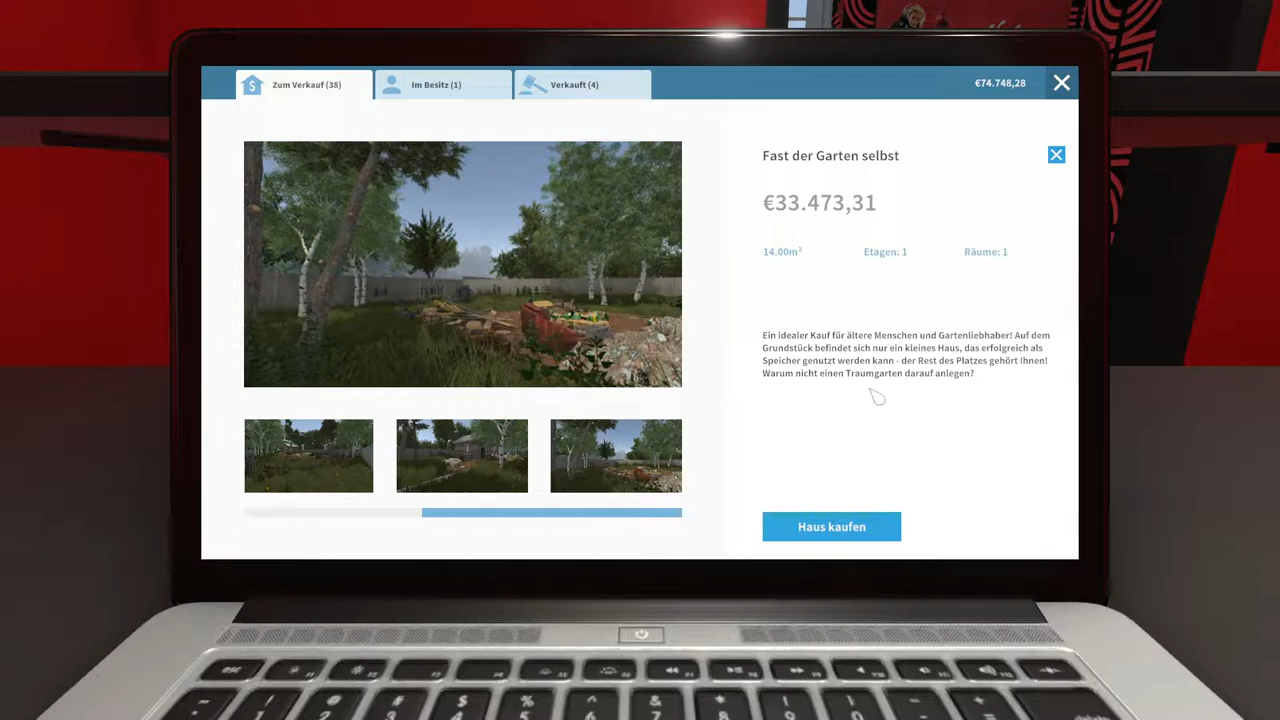 Zum Verkauf (38)
Im Besitz (1)
Verkauft (4)
€74.748,28
Fast der Garten selbst
€33.473,31
14.00m²
Etagen: 1
Räume: 1
Ein idealer Kauf für ältere Menschen und Gartenliebhaber! Auf dem
Grundstück befindet sich nur ein kleines Haus, das erfolgreich als
Speicher genutzt werden kann - der Rest des Platzes gehört Ihnen!
Warum nicht einen Traumgarten darauf anlegen?
Haus kaufen